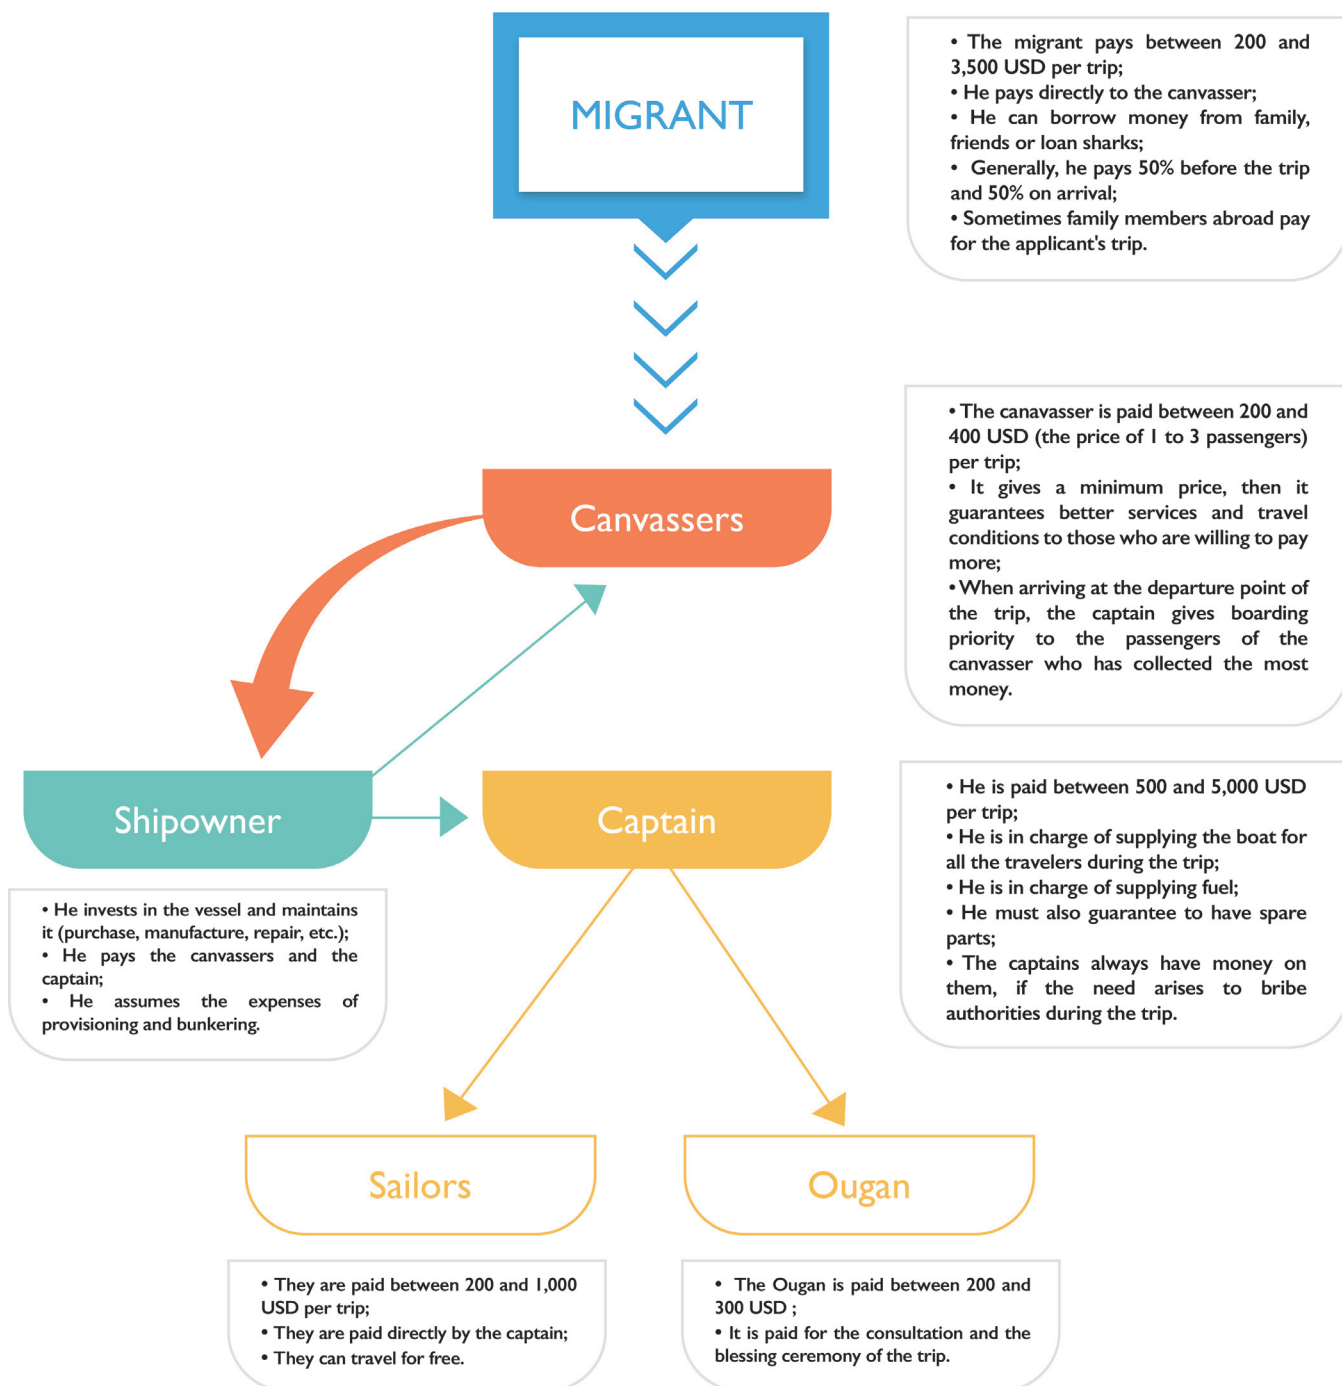 MIGRANT
• The migrant pays between 200 and
3,500 USD per trip;
• He pays directly to the canvasser;
• He can borrow money from family,
friends or loan sharks;
• Generally, he pays 50% before the trip
and 50% on arrival;
• Sometimes family members abroad pay
for the applicant's trip.
Canvassers
• The canavasser is paid between 200 and
400 USD (the price of 1 to 3 passengers)
per trip;
• It gives a minimum price, then it
guarantees better services and travel
conditions to those who are willing to pay
more;
• When arriving at the departure point of
the trip, the captain gives boarding
priority to the passengers of the
canvasser who has collected the most
money.
Shipowner
• He invests in the vessel and maintains
it (purchase, manufacture, repair, etc.);
• He pays the canvassers and the
captain;
• He assumes the expenses of
provisioning and bunkering.
Captain
• He is paid between 500 and 5,000 USD
per trip;
• He is in charge of supplying the boat for
all the travelers during the trip;
• He is in charge of supplying fuel;
• He must also guarantee to have spare
parts;
• The captains always have money on
them, if the need arises to bribe
authorities during the trip.
Sailors
• They are paid between 200 and 1,000
USD per trip;
• They are paid directly by the captain;
• They can travel for free.
Ougan
• The Ougan is paid between 200 and
300 USD ;
• It is paid for the consultation and the
blessing ceremony of the trip.